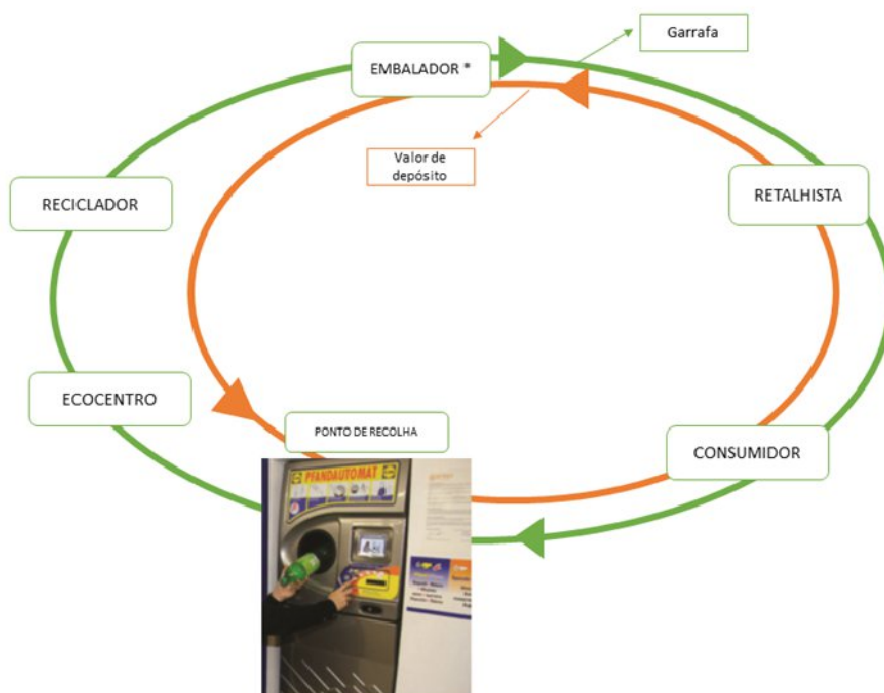 Garrafa
EMBALADOR *
Valor de
depósito
RECICLADOR
RETALHISTA
ECOCENTRO
PONTO DE RECOLHA
CONSUMIDOR
PFANDAUTOMAT